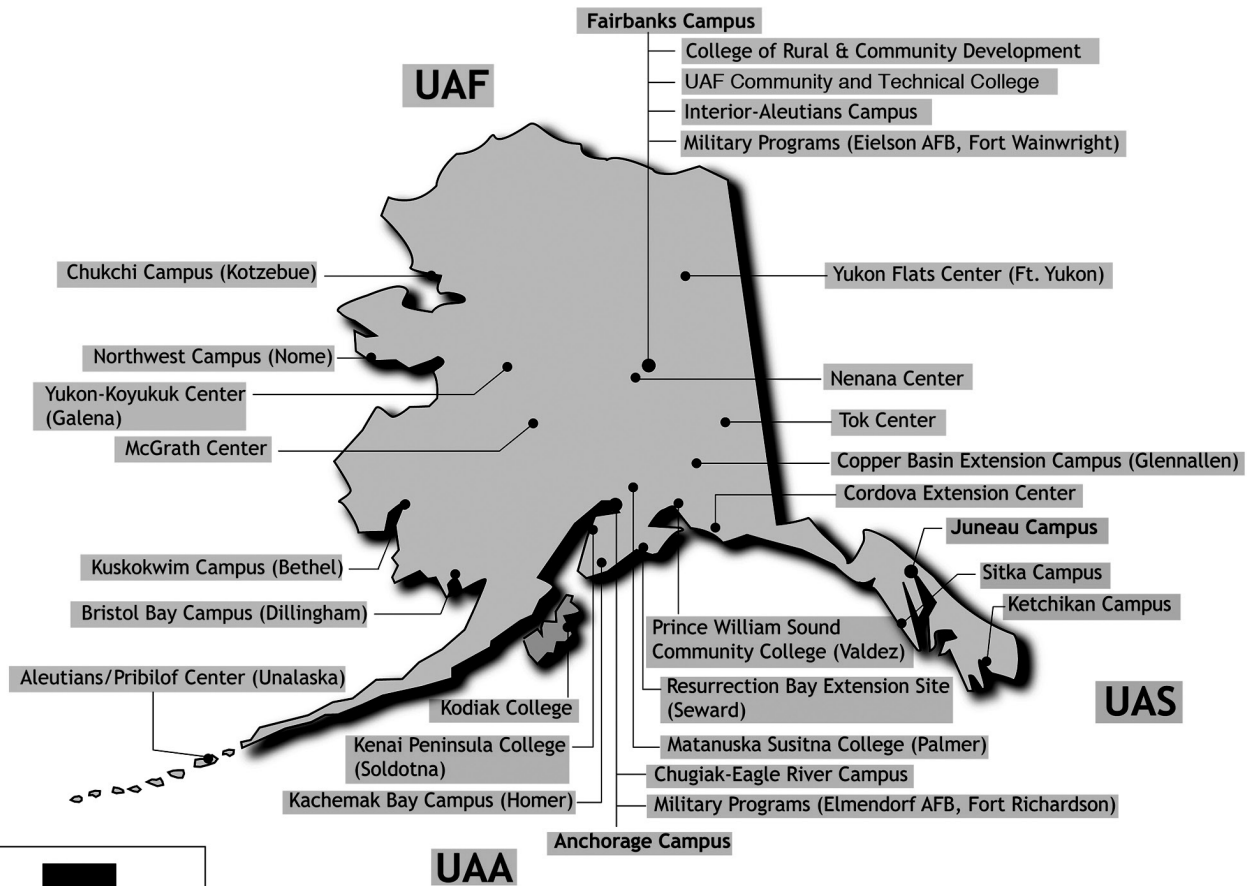 Fairbanks Campus
College of Rural & Community Development
UAF
UAF Community and Technical College
Interior-Aleutians Campus
Military Programs (Eielson AFB, Fort Wainwright)
Chukchi Campus (Kotzebue)
Yukon Flats Center (Ft. Yukon)
Northwest Campus (Nome)
Nenana Center
Yukon-Koyukuk Center
(Galena)
Tok Center
McGrath Center
Copper Basin Extension Campus (Glennallen)
Cordova Extension Center
Juneau Campus
Kuskokwim Campus (Bethel)
Sitka Campus
Bristol Bay Campus (Dillingham)
Ketchikan Campus
Prince William Sound
Community College (Valdez)
Aleutians/Pribilof Center (Unalaska)
Resurrection Bay Extension Site
(Seward)
UAS
Kodiak College
Kenai Peninsula College
(Soldotna)
Matanuska Susitna College (Palmer)
Chugiak-Eagle River Campus
Kachemak Bay Campus (Homer)
Military Programs (Elmendorf AFB, Fort Richardson)
Anchorage Campus
UAA